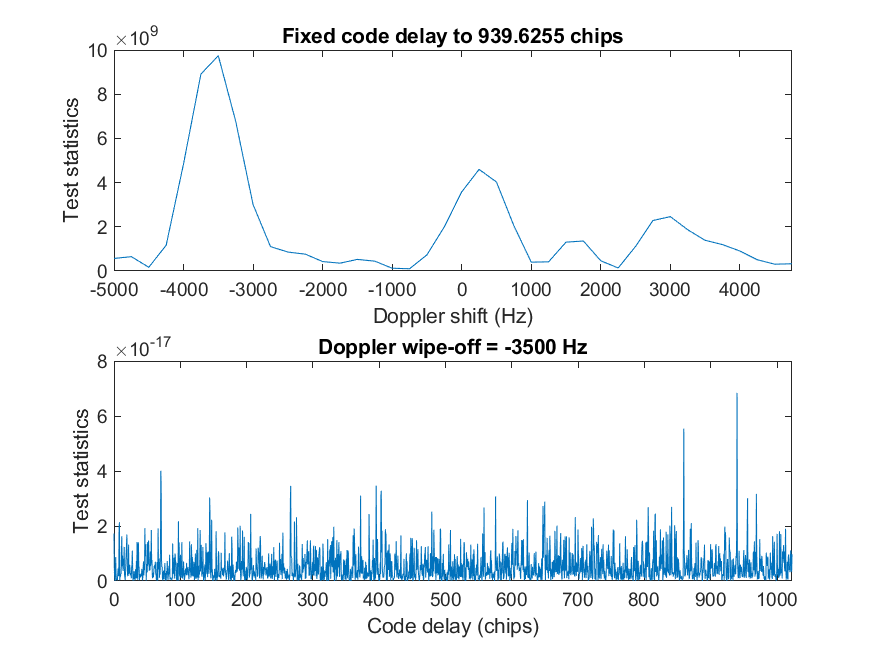 ×10^9
Fixed code delay to 939.6255 chips
10
8
6
4
2
0
Test statistics
-5000 -4000 -3000 -2000 -1000 0 1000 2000 3000 4000
Doppler shift (Hz)
×10^-17
Doppler wipe-off = -3500 Hz
8
6
4
2
0
Test statistics
0 100 200 300 400 500 600 700 800 900 1000
Code delay (chips)